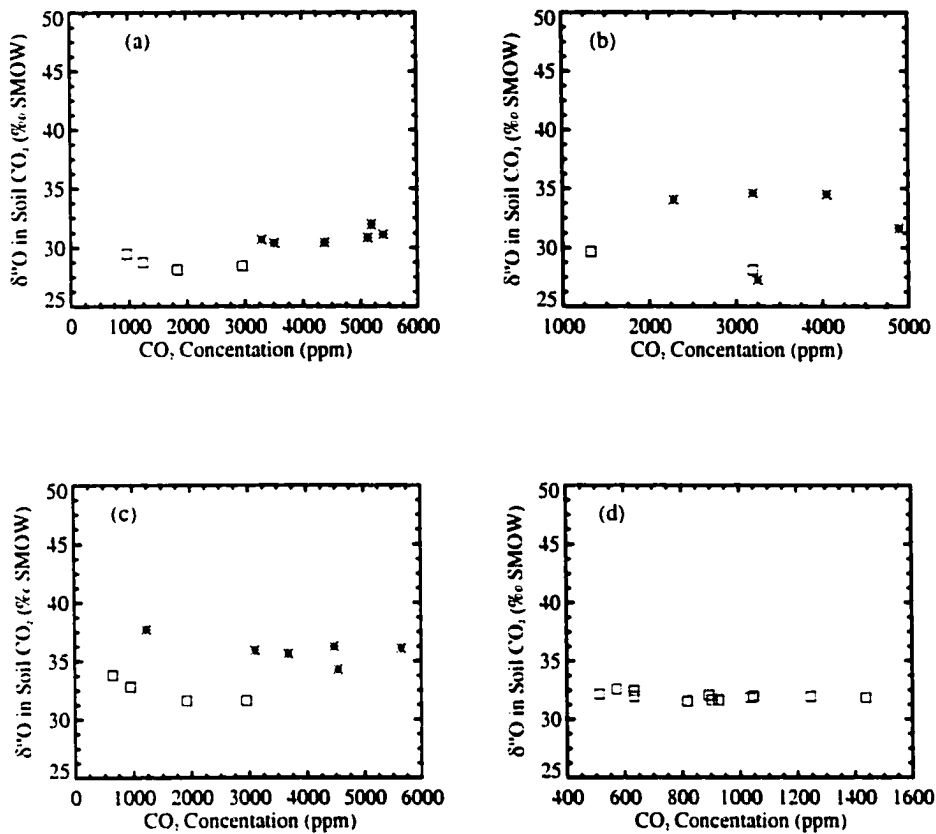 (a)
50
45
40
35
30
25
δ18O in Soil CO2 (‰ SMOW)
0 1000 2000 3000 4000 5000 6000
CO2 Concentation (ppm)
(b)
50
45
40
35
30
25
δ18O in Soil CO2 (‰ SMOW)
1000 2000 3000 4000 5000
CO2 Concentation (ppm)
(c)
50
45
40
35
30
25
δ18O in Soil CO2 (‰ SMOW)
0 1000 2000 3000 4000 5000 6000
CO2 Concentration (ppm)
(d)
50
45
40
35
30
25
δ18O in Soil CO2 (‰ SMOW)
400 600 800 1000 1200 1400 1600
CO2 Concentration (ppm)